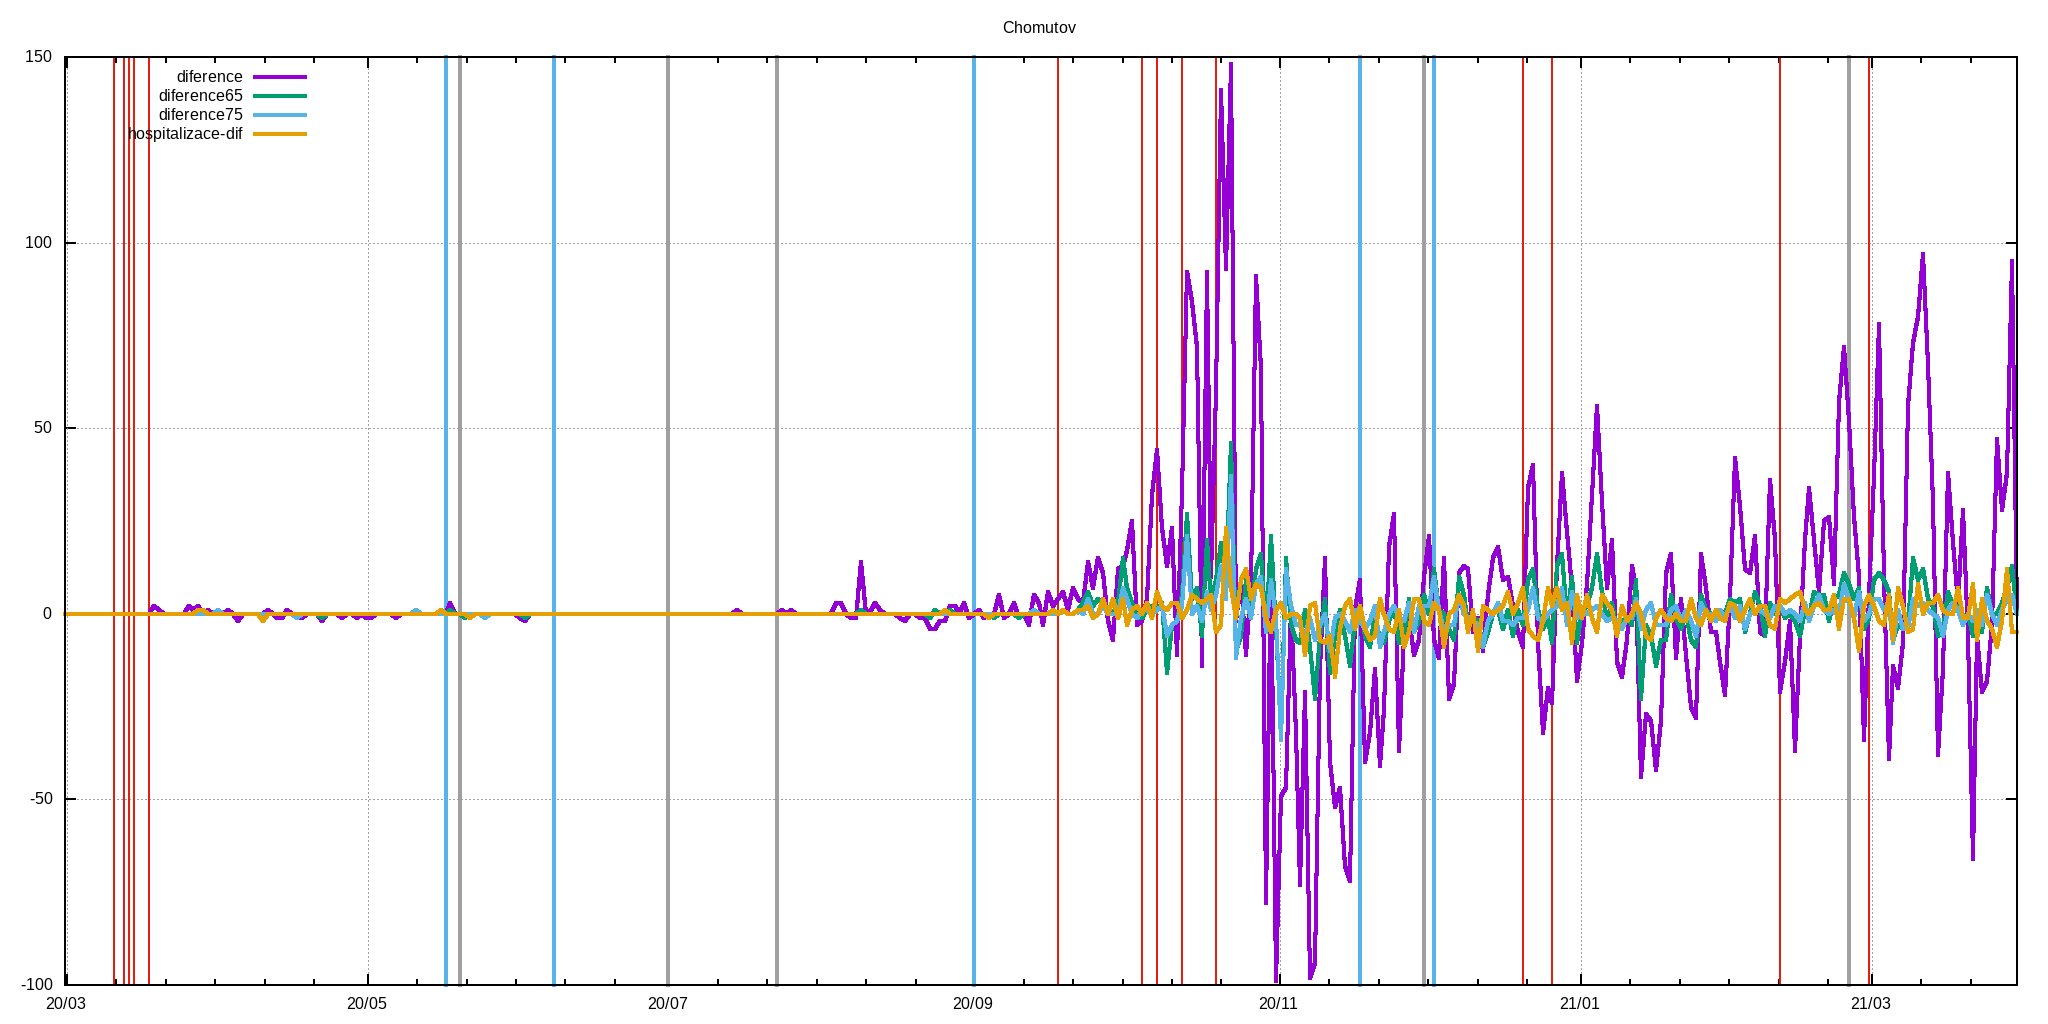 Chomutov
150
100
50
0
-50
-100
diference
diference65
diference75
hospitalizace-dif
20/03 20/05 20/07 20/09 20/11 21/01 21/03